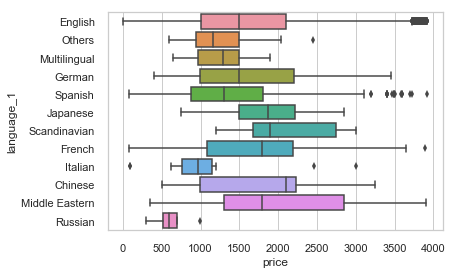 language_1
English
Others
Multilingual
German
Spanish
Japanese
Scandinavian
French
Italian
Chinese
Middle Eastern
Russian
0 500 1000 1500 2000 2500 3000 3500 4000
price